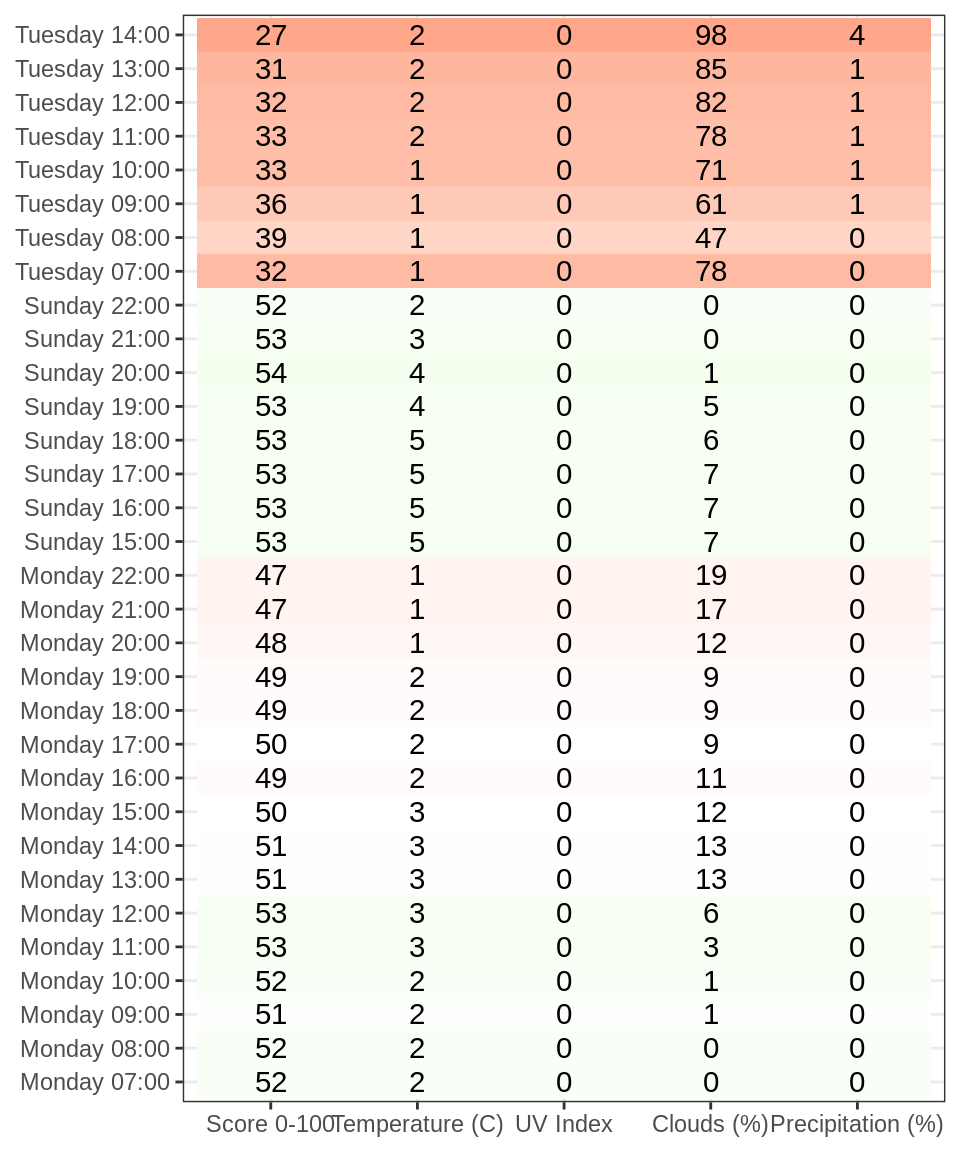 Tuesday 14:00 27 2 0 98 4
Tuesday 13:00 31 2 0 85 1
Tuesday 12:00 32 2 0 82 1
Tuesday 11:00 33 2 0 78 1
Tuesday 10:00 33 1 0 71 1
Tuesday 09:00 36 1 0 61 1
Tuesday 08:00 39 1 0 47 0
Tuesday 07:00 32 1 0 78 0
Sunday 22:00 52 2 0 0 0
Sunday 21:00 53 3 0 0 0
Sunday 20:00 54 4 0 1 0
Sunday 19:00 53 4 0 5 0
Sunday 18:00 53 5 0 6 0
Sunday 17:00 53 5 0 7 0
Sunday 16:00 53 5 0 7 0
Sunday 15:00 53 5 0 7 0
Monday 22:00 47 1 0 19 0
Monday 21:00 47 1 0 17 0
Monday 20:00 48 1 0 12 0
Monday 19:00 49 2 0 9 0
Monday 18:00 49 2 0 9 0
Monday 17:00 50 2 0 9 0
Monday 16:00 49 2 0 11 0
Monday 15:00 50 3 0 12 0
Monday 14:00 51 3 0 13 0
Monday 13:00 51 3 0 13 0
Monday 12:00 53 3 0 6 0
Monday 11:00 53 3 0 3 0
Monday 10:00 52 2 0 1 0
Monday 09:00 51 2 0 1 0
Monday 08:00 52 2 0 0 0
Monday 07:00 52 2 0 0 0
Score 0-100 Temperature (C) UV Index Clouds (%) Precipitation (%)